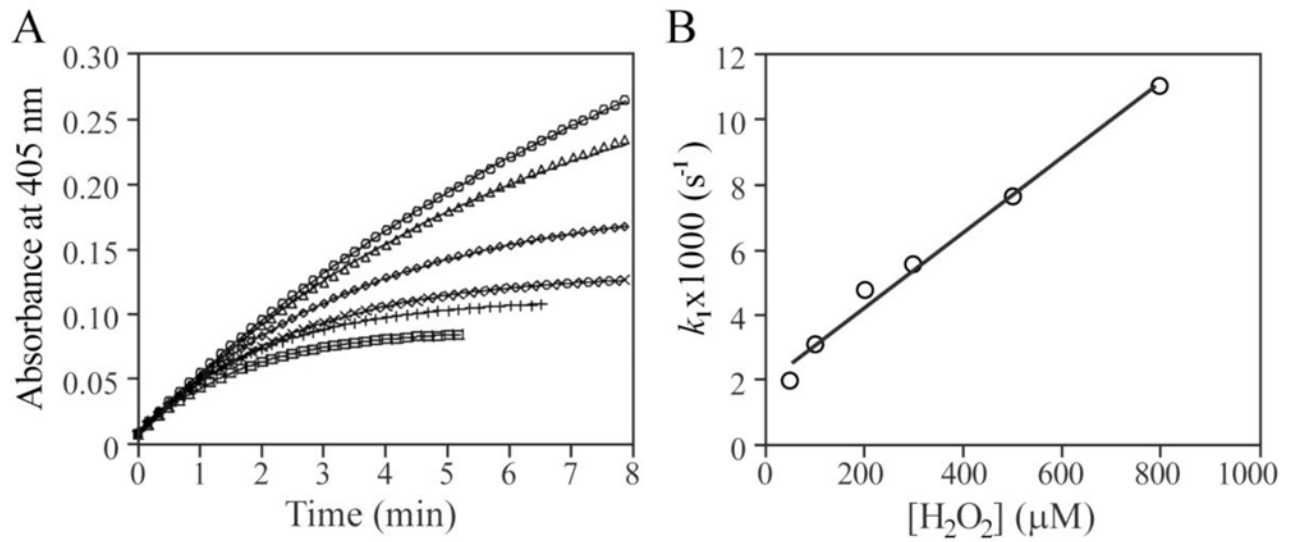 A
Absorbance at 405 nm
0.30
0.25
0.20
0.15
0.10
0.05
0
0 1 2 3 4 5 6 7 8
Time (min)
B
k₁x1000 (s⁻¹)
12
10
8
6
4
2
0
0 200 400 600 800 1000
[H₂O₂] (µM)